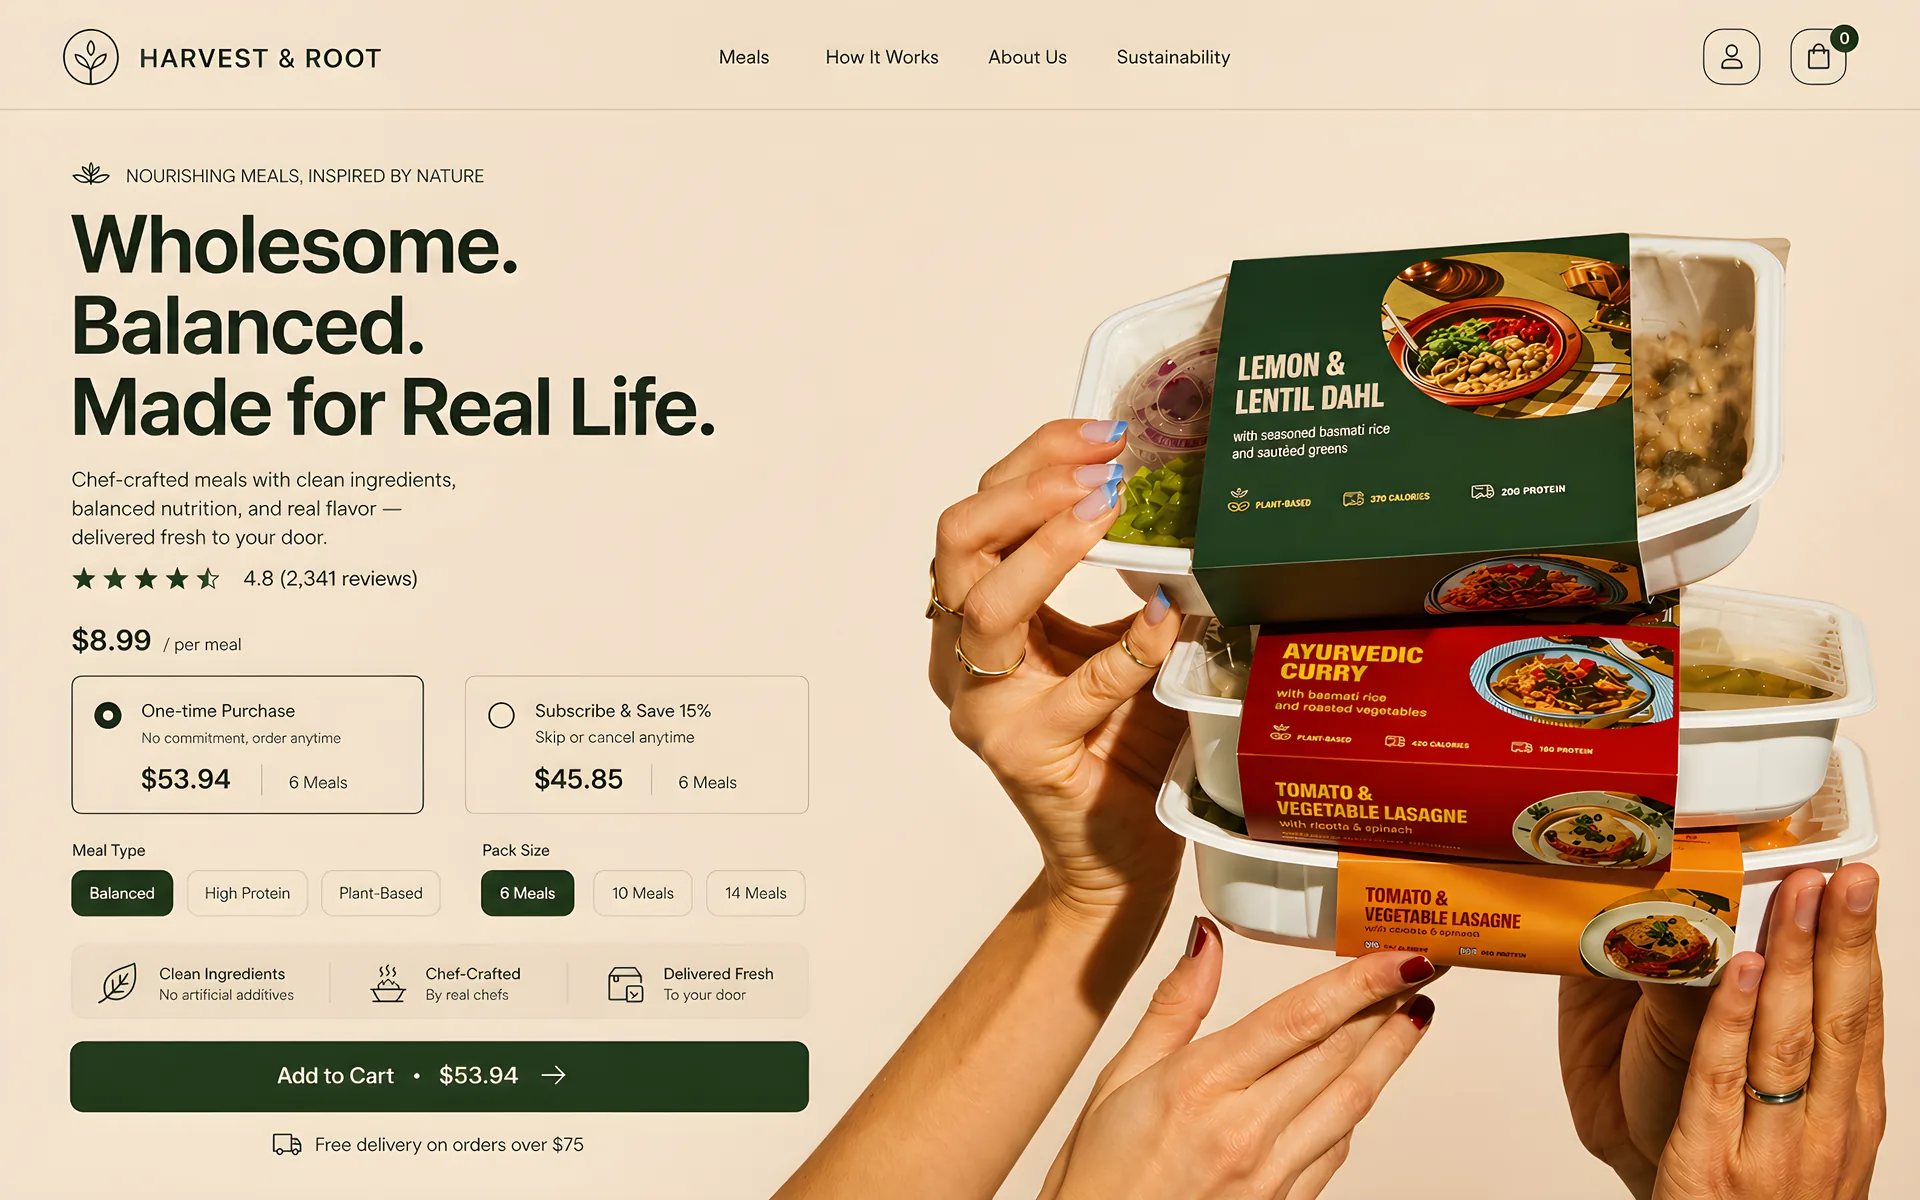 HARVEST & ROOT
Meals
How It Works
About Us
Sustainability
0
NOURISHING MEALS, INSPIRED BY NATURE
Wholesome.
Balanced.
Made for Real Life.
Chef-crafted meals with clean ingredients,
balanced nutrition, and real flavor —
delivered fresh to your door.
4.8 (2,341 reviews)
$8.99 / per meal
One-time Purchase
No commitment, order anytime
$53.94
6 Meals
Subscribe & Save 15%
Skip or cancel anytime
$45.85
6 Meals
Meal Type
Balanced
High Protein
Plant-Based
Pack Size
6 Meals
10 Meals
14 Meals
Clean Ingredients
No artificial additives
Chef-Crafted
By real chefs
Delivered Fresh
To your door
Add to Cart • $53.94
Free delivery on orders over $75
LEMON &
LENTIL DAHL
with seasoned basmati rice
and sautèed greens
PLANT-BASED
370 CALORIES
20G PROTEIN
AYURVEDIC
CURRY
with basmati rice
and roasted vegetables
PLANT-BASED
420 CALORIES
PROTEIN
TOMATO &
VEGETABLE LASAGNE
with ricotta & spinach
TOMATO &
VEGETABLE LASAGNE